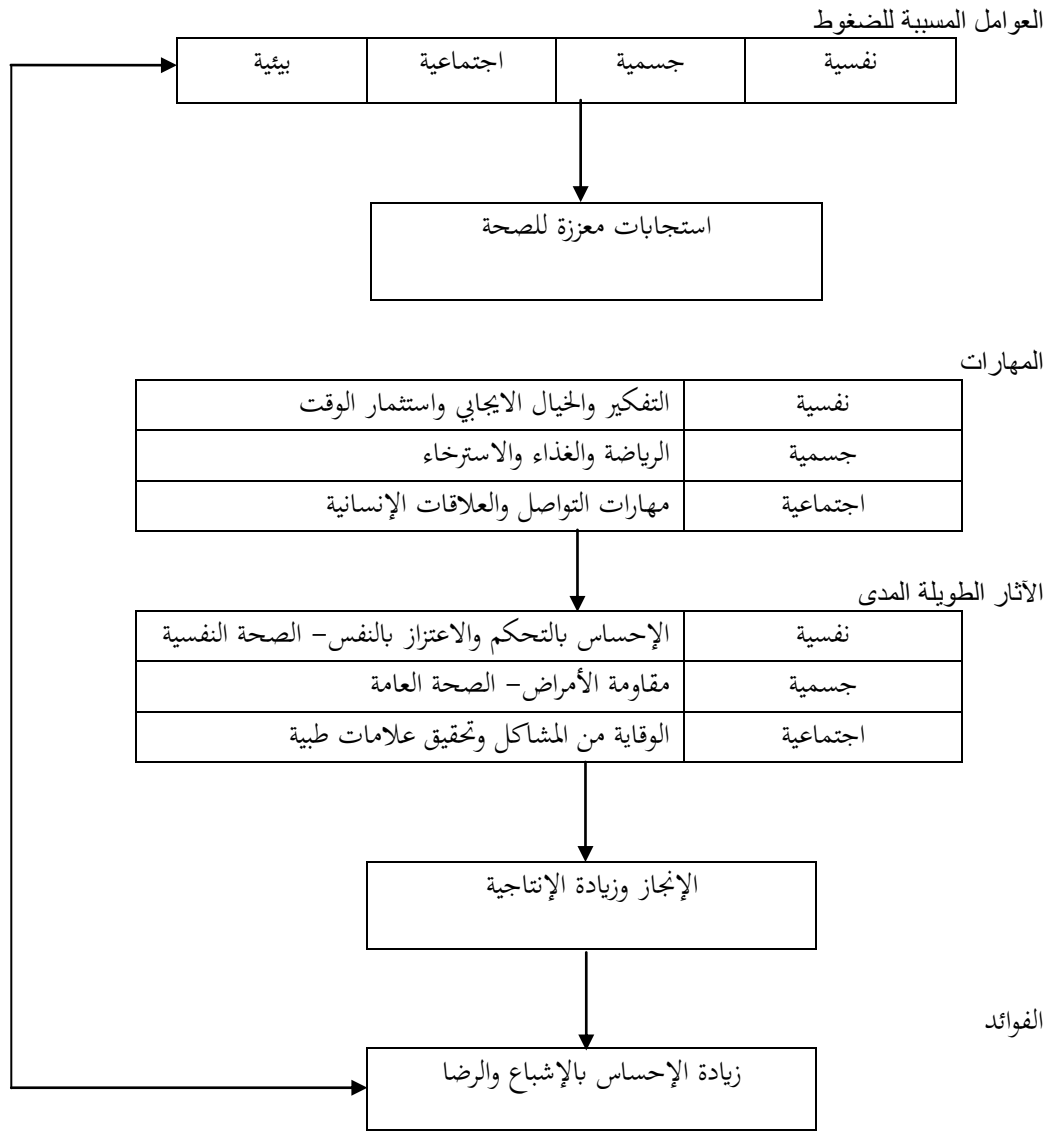 العوامل المسببة للضغوط
نفسية جسمية اجتماعية بيئية
استجابات معززة للصحة
المهارات
نفسية التفكير والخيال الايجابي واستثمار الوقت
جسمية الرياضة والغذاء والاسترخاء
اجتماعية مهارات التواصل والعلاقات الإنسانية
الآثار الطويلة المدى
نفسية الإحساس بالتحكم والاعتزاز بالنفس– الصحة النفسية
جسمية مقاومة الأمراض– الصحة العامة
اجتماعية الوقاية من المشاكل وتحقيق علامات طبية
الإنجاز وزيادة الإنتاجية
الفوائد
زيادة الإحساس بالإشباع والرضا